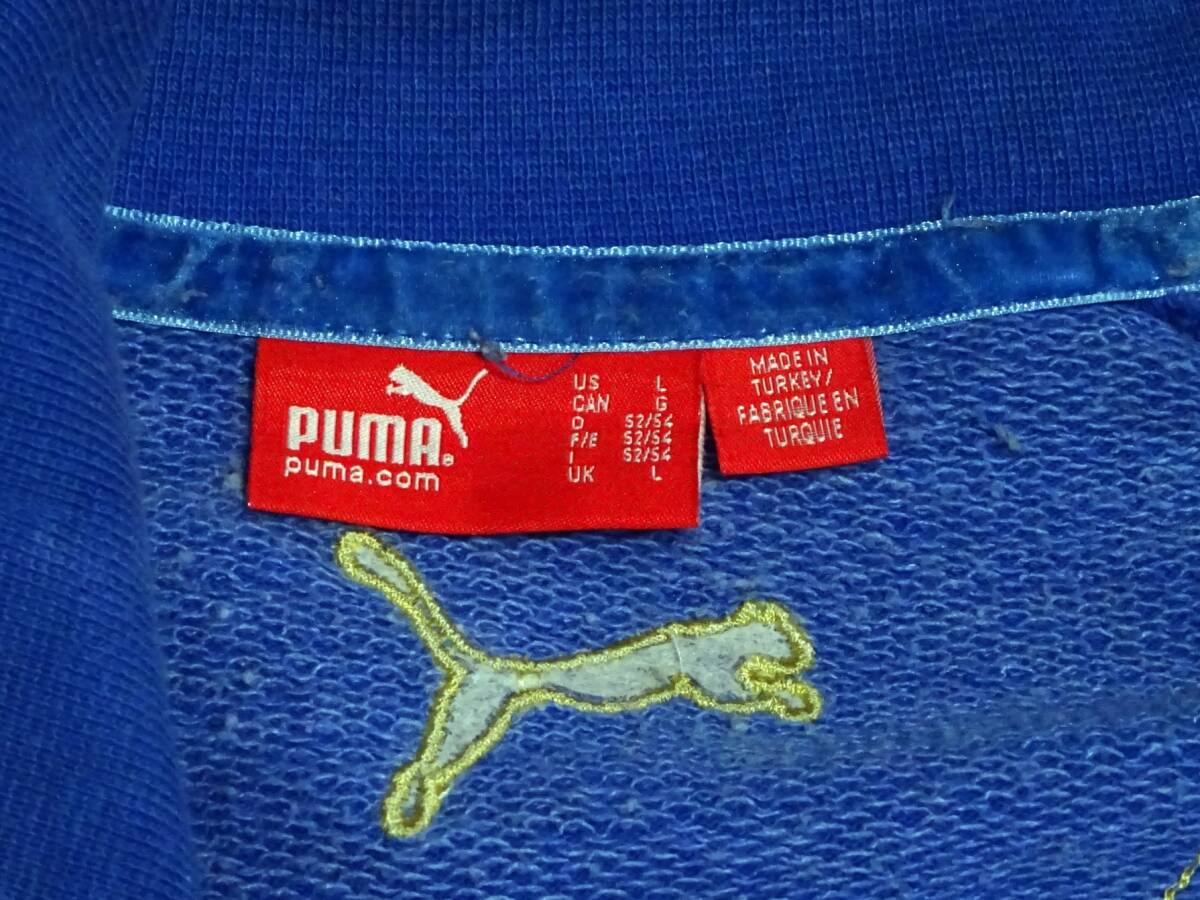 PUMA®
puma.com
US L
CAN G
D 52/54
F/E 52/54
I 52/54
UK L
MADE IN
TURKEY/
FABRIQUE EN
TURQUIE